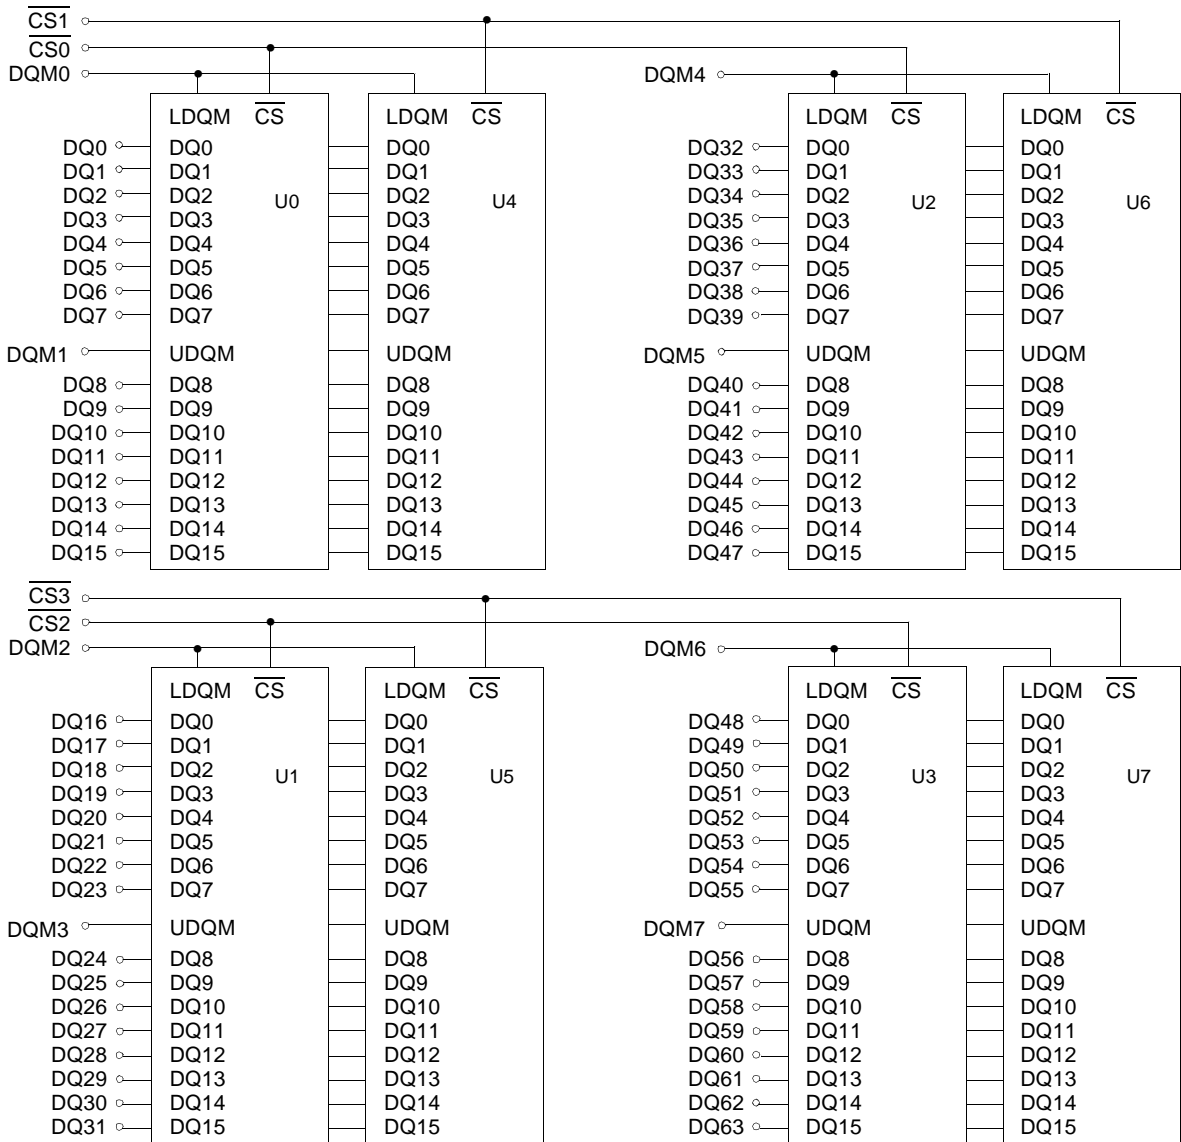 CS1
CS0
DQM0 DQM4
LDQM CS LDQM CS LDQM CS LDQM CS
DQ0 DQ0 DQ0 DQ32 DQ0 DQ0
DQ1 DQ1 DQ1 DQ33 DQ1 DQ1
DQ2 DQ2 U0 DQ2 U4 DQ34 DQ2 U2 DQ2 U6
DQ3 DQ3 DQ3 DQ35 DQ3 DQ3
DQ4 DQ4 DQ4 DQ36 DQ4 DQ4
DQ5 DQ5 DQ5 DQ37 DQ5 DQ5
DQ6 DQ6 DQ6 DQ38 DQ6 DQ6
DQ7 DQ7 DQ7 DQ39 DQ7 DQ7
DQM1 UDQM UDQM DQM5 UDQM UDQM
DQ8 DQ8 DQ8 DQ40 DQ8 DQ8
DQ9 DQ9 DQ9 DQ41 DQ9 DQ9
DQ10 DQ10 DQ10 DQ42 DQ10 DQ10
DQ11 DQ11 DQ11 DQ43 DQ11 DQ11
DQ12 DQ12 DQ12 DQ44 DQ12 DQ12
DQ13 DQ13 DQ13 DQ45 DQ13 DQ13
DQ14 DQ14 DQ14 DQ46 DQ14 DQ14
DQ15 DQ15 DQ15 DQ47 DQ15 DQ15
CS3
CS2
DQM2 DQM6
LDQM CS LDQM CS LDQM CS LDQM CS
DQ16 DQ0 DQ0 DQ48 DQ0 DQ0
DQ17 DQ1 DQ1 DQ49 DQ1 DQ1
DQ18 DQ2 U1 DQ2 U5 DQ50 DQ2 U3 DQ2 U7
DQ19 DQ3 DQ3 DQ51 DQ3 DQ3
DQ20 DQ4 DQ4 DQ52 DQ4 DQ4
DQ21 DQ5 DQ5 DQ53 DQ5 DQ5
DQ22 DQ6 DQ6 DQ54 DQ6 DQ6
DQ23 DQ7 DQ7 DQ55 DQ7 DQ7
DQM3 UDQM UDQM DQM7 UDQM UDQM
DQ24 DQ8 DQ8 DQ56 DQ8 DQ8
DQ25 DQ9 DQ9 DQ57 DQ9 DQ9
DQ26 DQ10 DQ10 DQ58 DQ10 DQ10
DQ27 DQ11 DQ11 DQ59 DQ11 DQ11
DQ28 DQ12 DQ12 DQ60 DQ12 DQ12
DQ29 DQ13 DQ13 DQ61 DQ13 DQ13
DQ30 DQ14 DQ14 DQ62 DQ14 DQ14
DQ31 DQ15 DQ15 DQ63 DQ15 DQ15